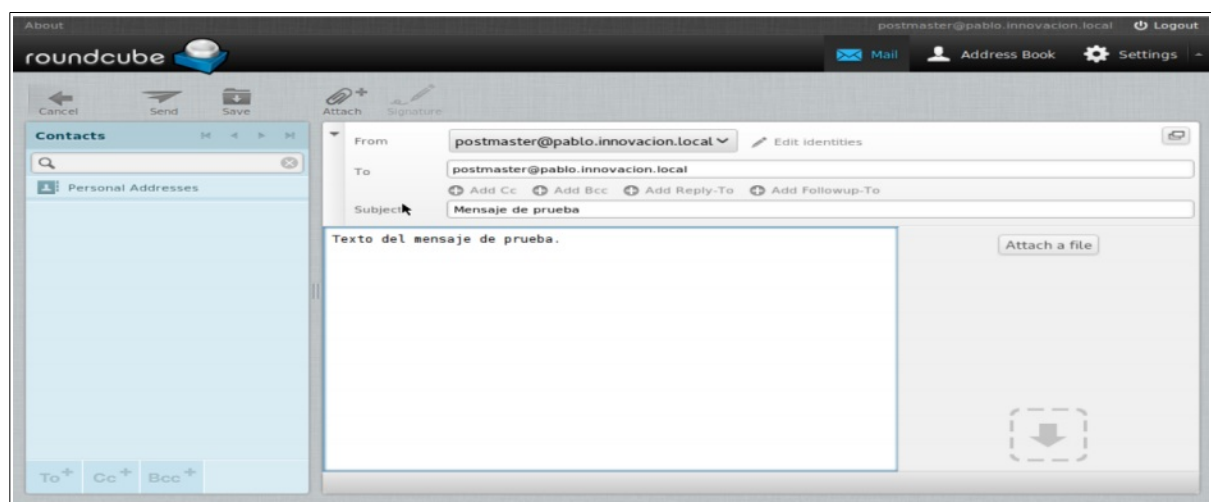 About postmaster@pablo.innovacion.local Logout
roundcube Mail Address Book Settings
Cancel Send Save Attach Signature
Contacts
Personal Addresses
To+ Cc+ Bcc+
From postmaster@pablo.innovacion.local Edit identities
To postmaster@pablo.innovacion.local
Add Cc Add Bcc Add Reply-To Add Followup-To
Subject Mensaje de prueba
Texto del mensaje de prueba.
Attach a file